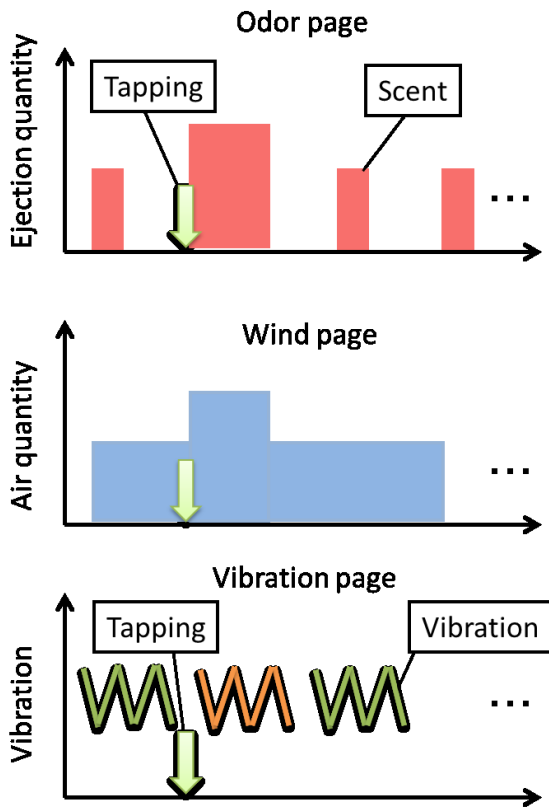 Odor page
Ejection quantity
Tapping
Scent
...
Wind page
Air quantity
...
Vibration page
Vibration
Tapping
Vibration
...